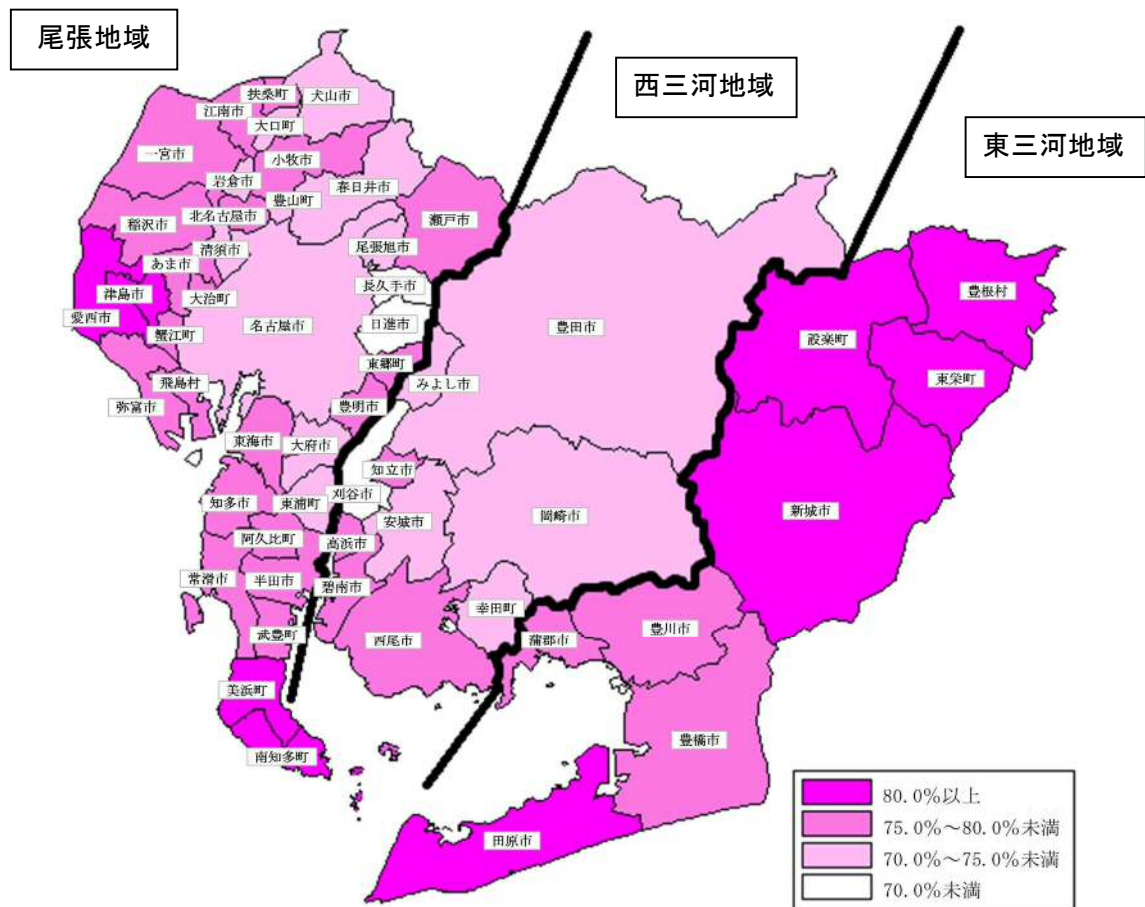 尾張地域
西三河地域
東三河地域
扶桑町
江南市
犬山市
大口町
一宮市
小牧市
岩倉市
春日井市
豊山町
北名古屋市
稲沢市
瀬戸市
清須市
尾張旭市
あま市
長久手市
津島市
大治町
愛西市
日進市
名古屋市
蟹江町
東郷町
飛島村
弥富市
みよし市
豊明市
豊田市
豊根村
設楽町
東栄町
東海市
大府市
知立市
知多市
東浦町
刈谷市
安城市
岡崎市
新城市
阿久比町
高浜市
常滑市
半田市
碧南市
幸田町
武豊町
西尾市
蒲郡市
豊川市
美浜町
豊橋市
南知多町
田原市
80.0%以上
75.0%～80.0%未満
70.0%～75.0%未満
70.0%未満